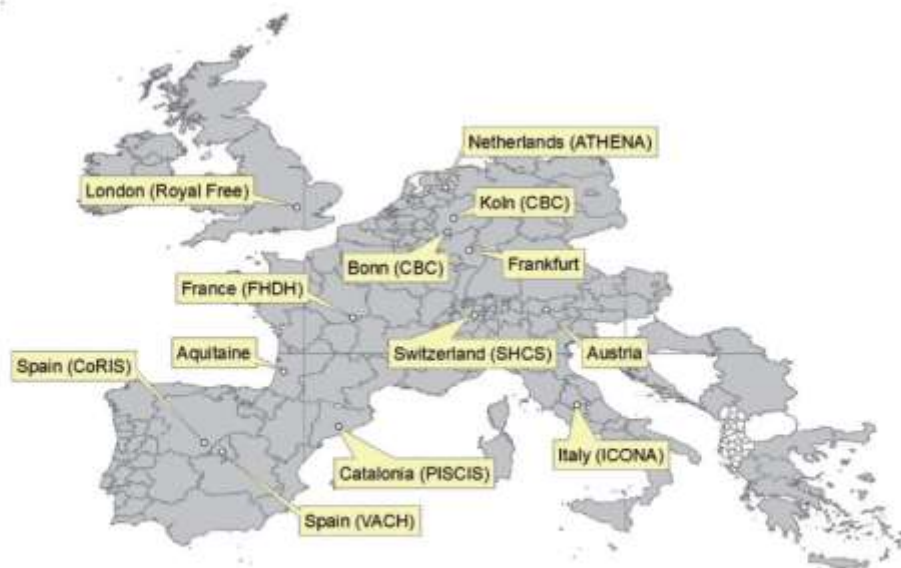 Netherlands (ATHENA)
London (Royal Free)
Koln (CBC)
Bonn (CBC)
Frankfurt
France (FHDH)
Aquitaine
Switzerland (SHCS)
Austria
Spain (CoRIS)
Catalonia (PISCIS)
Italy (ICONA)
Spain (VACH)